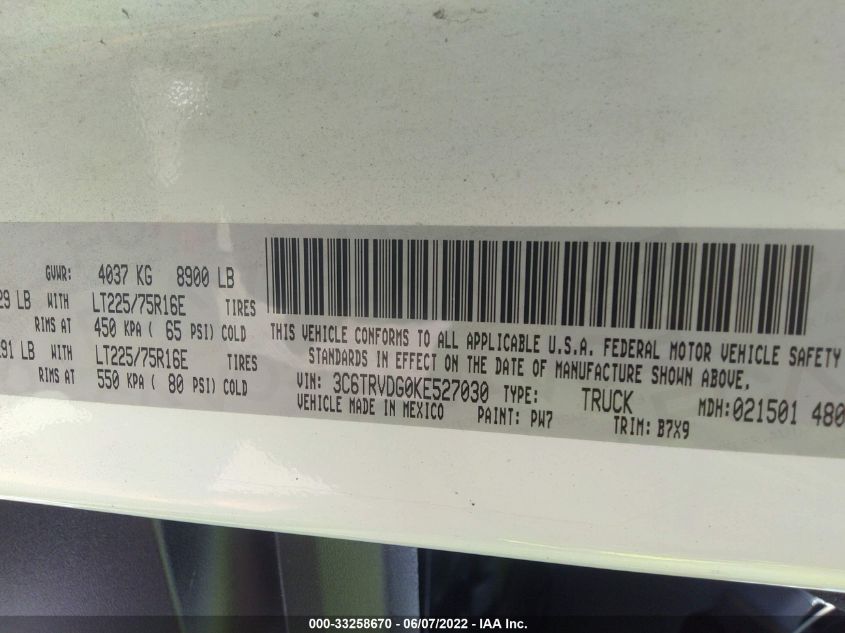 GVWR: 4037 KG 8900 LB
29 LB WITH LT225/75R16E TIRES
RIMS AT 450 KPA ( 65 PSI) COLD
291 LB WITH LT225/75R16E TIRES
RIMS AT 550 KPA ( 80 PSI) COLD
THIS VEHICLE CONFORMS TO ALL APPLICABLE U.S.A. FEDERAL MOTOR VEHICLE SAFETY
STANDARDS IN EFFECT ON THE DATE OF MANUFACTURE SHOWN ABOVE.
VIN: 3C6TRVDG0KE527030 TYPE: TRUCK MDH:021501 480
VEHICLE MADE IN MEXICO PAINT: PW7 TRIM: B7X9
000-33258670 - 06/07/2022 - IAA Inc.